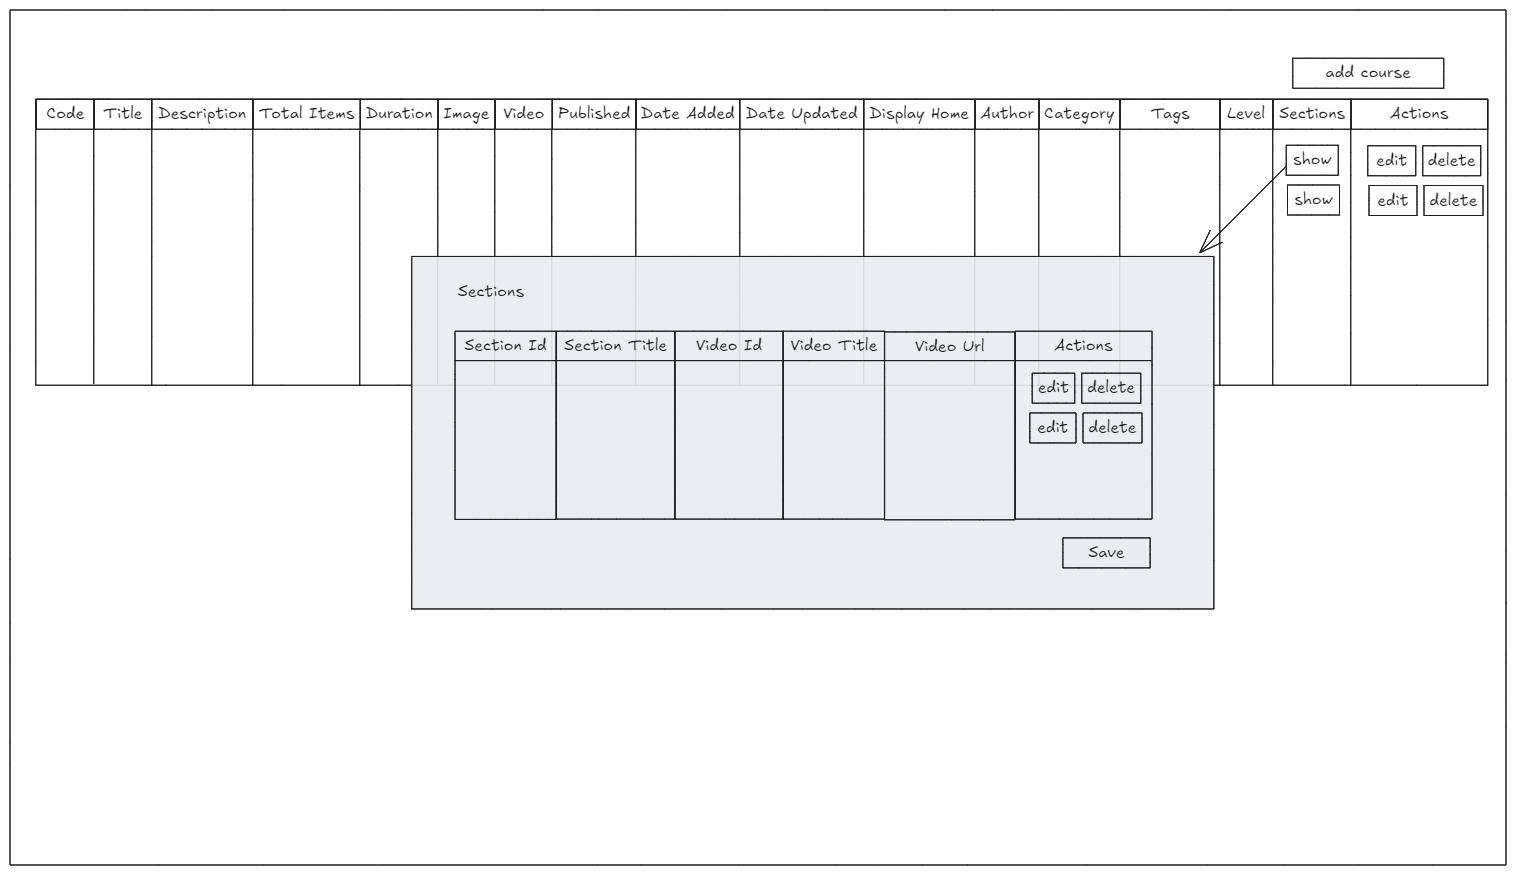 add course
Code Title Description Total Items Duration Image Video Published Date Added Date Updated Display Home Author Category Tags Level Sections Actions
show edit delete
show edit delete
Sections
Section Id Section Title Video Id Video Title Video Url Actions
edit delete
edit delete
Save